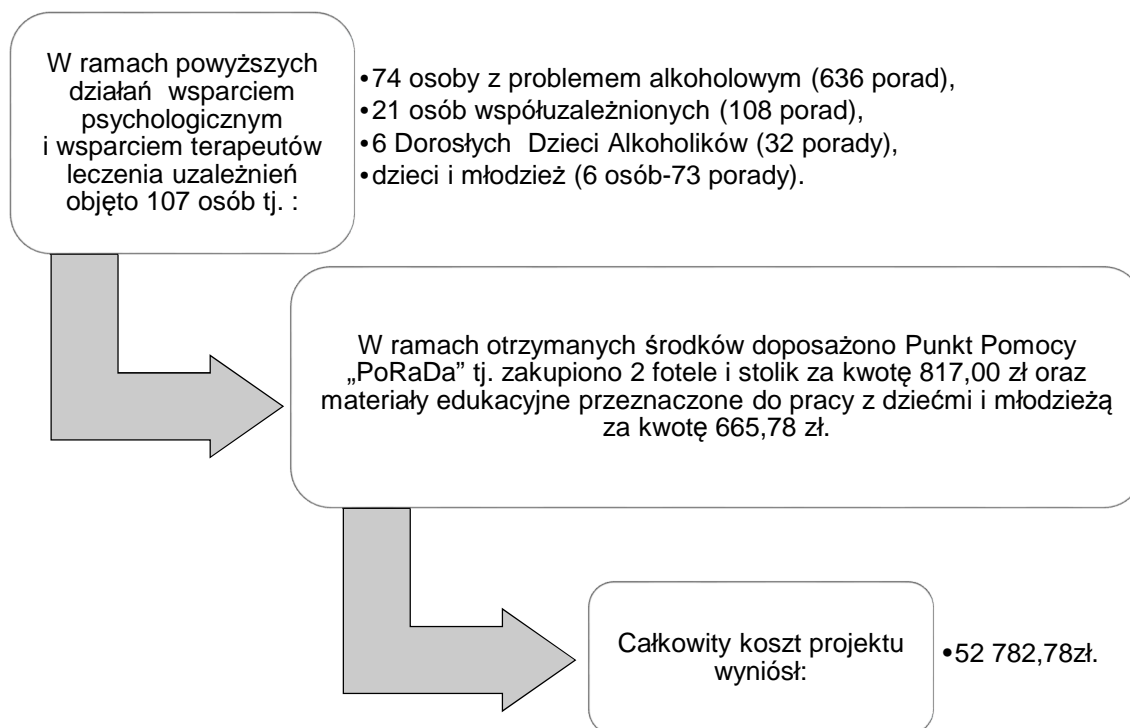 W ramach powyższych
działań wsparciem
psychologicznym
i wsparciem terapeutów
leczenia uzależnień
objęto 107 osób tj. :
•74 osoby z problemem alkoholowym (636 porad),
•21 osób współuzależnionych (108 porad),
•6 Dorosłych Dzieci Alkoholików (32 porady),
•dzieci i młodzież (6 osób-73 porady).
W ramach otrzymanych środków doposażono Punkt Pomocy
„PoRaDa” tj. zakupiono 2 fotele i stolik za kwotę 817,00 zł oraz
materiały edukacyjne przeznaczone do pracy z dziećmi i młodzieżą
za kwotę 665,78 zł.
Całkowity koszt projektu
wyniósł:
•52 782,78zł.